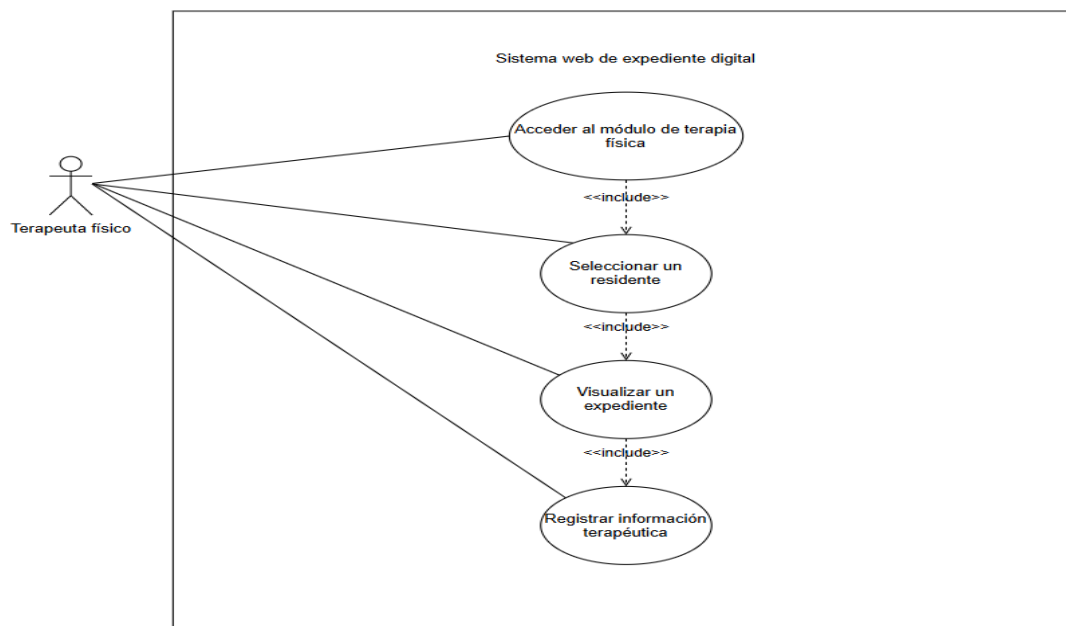 Sistema web de expediente digital
Acceder al módulo de terapia
física
<<include>>
Terapeuta físico
Seleccionar un
residente
<<include>>
Visualizar un
expediente
<<include>>
Registrar información
terapéutica